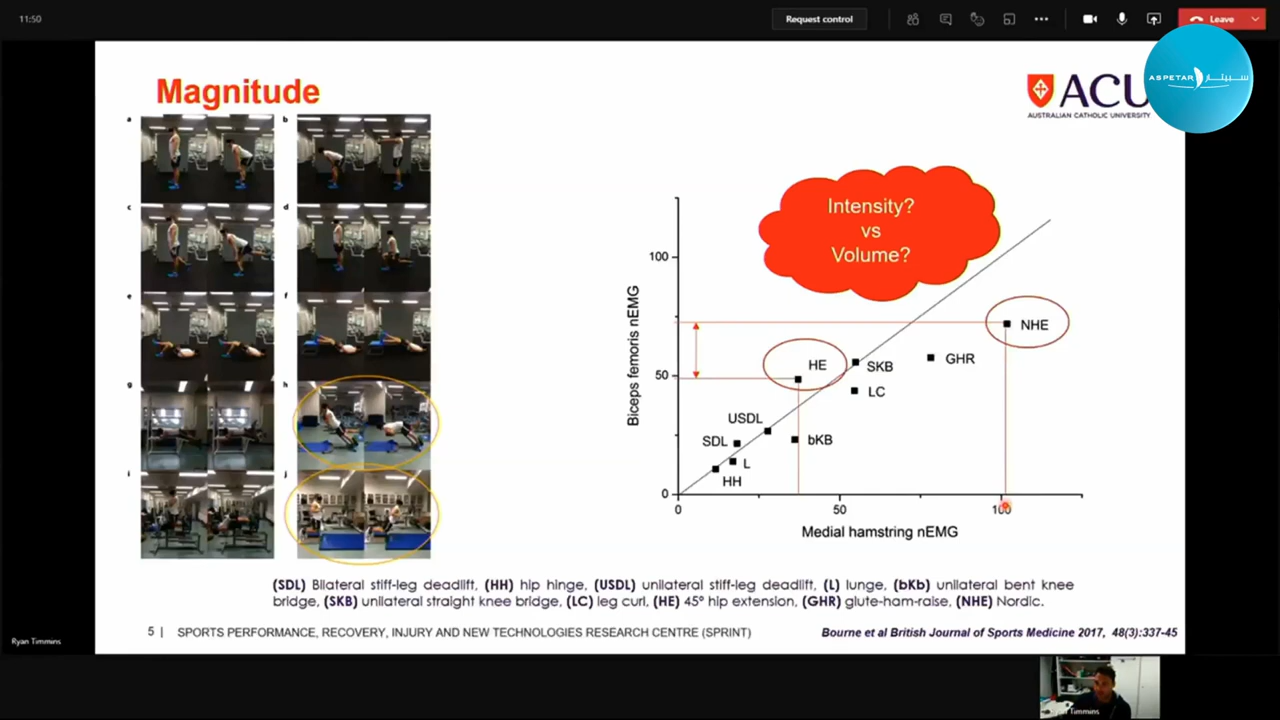 11:50
Request control
Leave
ASPETAR سبيتار
Magnitude
ACU
AUSTRALIAN CATHOLIC UNIVERSITY
a
b
c
d
e
f
g
h
i
j
Intensity?
vs
Volume?
100
50
0
Biceps femoris nEMG
NHE
HE
SKB
GHR
LC
USDL
SDL
bKB
L
HH
0
50
100
Medial hamstring nEMG
(SDL) Bilateral stiff-leg deadlift, (HH) hip hinge, (USDL) unilateral stiff-leg deadlift, (L) lunge, (bKb) unilateral bent knee
bridge, (SKB) unilateral straight knee bridge, (LC) leg curl, (HE) 45° hip extension, (GHR) glute-ham-raise, (NHE) Nordic.
5 | SPORTS PERFORMANCE, RECOVERY, INJURY AND NEW TECHNOLOGIES RESEARCH CENTRE (SPRINT)
Bourne et al British Journal of Sports Medicine 2017, 48(3):337-45
Ryan Timmins
Ryan Timmins